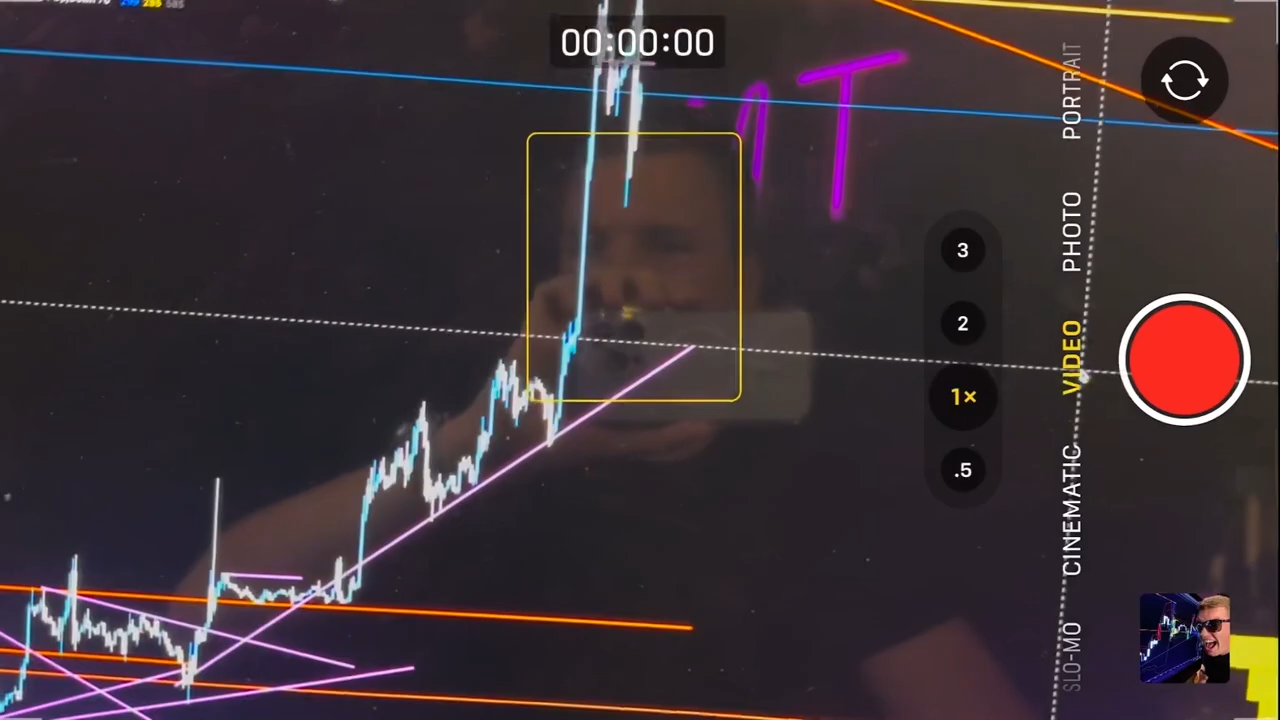 00:00:00
T
3
2
1×
.5
PORTRAIT
PHOTO
VIDEO
CINEMATIC
SLO-MO